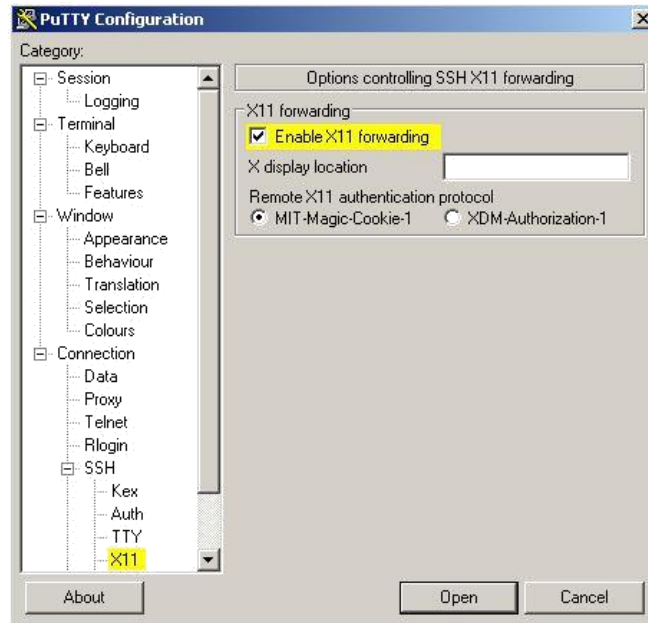 PuTTY Configuration
Category:
Session
Logging
Terminal
Keyboard
Bell
Features
Window
Appearance
Behaviour
Translation
Selection
Colours
Connection
Data
Proxy
Telnet
Rlogin
SSH
Kex
Auth
TTY
X11
Options controlling SSH X11 forwarding
X11 forwarding
Enable X11 forwarding
X display location
Remote X11 authentication protocol
MIT-Magic-Cookie-1 XDM-Authorization-1
About Open Cancel